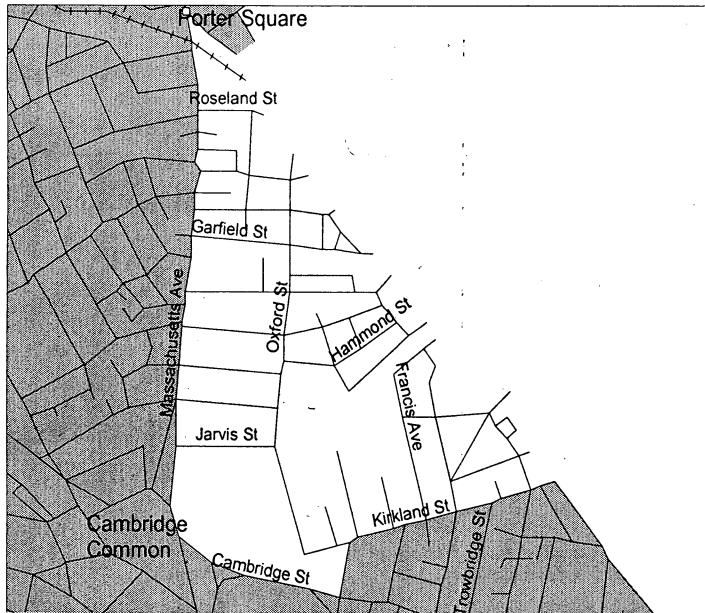 Porter Square
Roseland St
Garfield St
Massachusetts Ave
Oxford St
Hammond St
Francis Ave
Jarvis St
Kirkland St
Cambridge
Common
Cambridge St
Trowbridge St